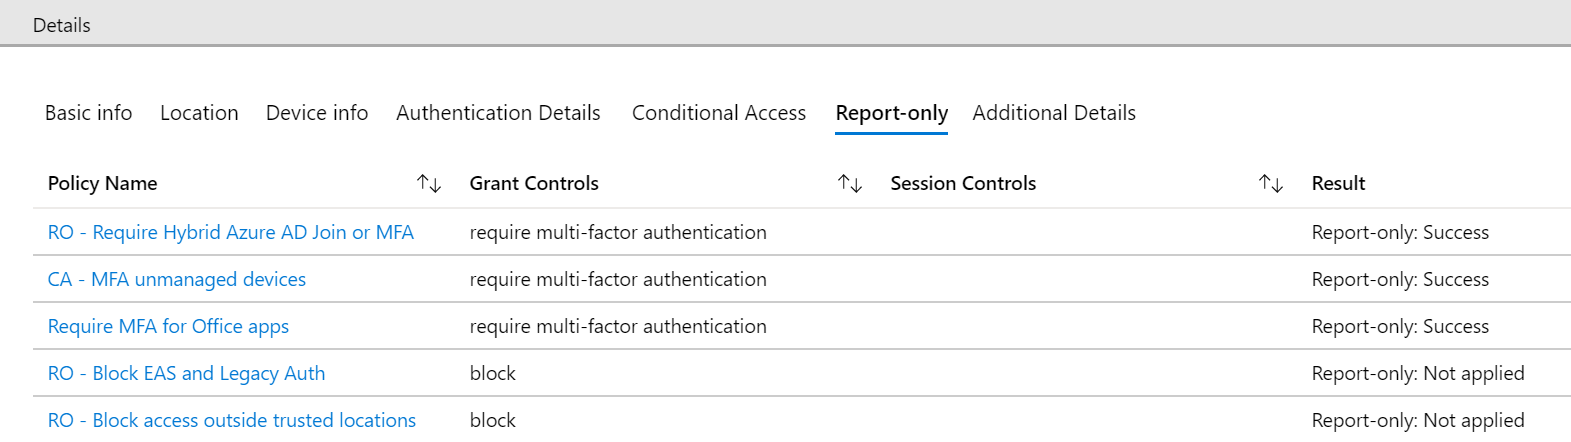 Details
Basic info Location Device info Authentication Details Conditional Access Report-only Additional Details
Policy Name ↑↓ Grant Controls ↑↓ Session Controls ↑↓ Result
RO - Require Hybrid Azure AD Join or MFA require multi-factor authentication Report-only: Success
CA - MFA unmanaged devices require multi-factor authentication Report-only: Success
Require MFA for Office apps require multi-factor authentication Report-only: Success
RO - Block EAS and Legacy Auth block Report-only: Not applied
RO - Block access outside trusted locations block Report-only: Not applied